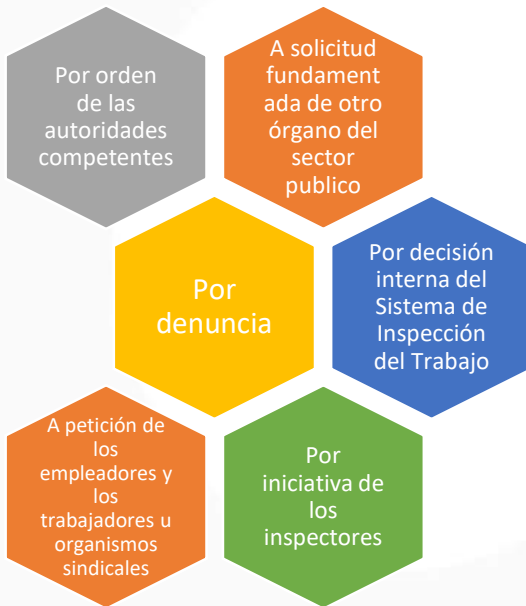 Por orden
de las
autoridades
competentes
A solicitud
fundament
ada de otro
órgano del
sector
publico
Por
denuncia
Por decisión
interna del
Sistema de
Inspección
del Trabajo
A petición de
los
empleadores y
los
trabajadores u
organismos
sindicales
Por
iniciativa de
los
inspectores